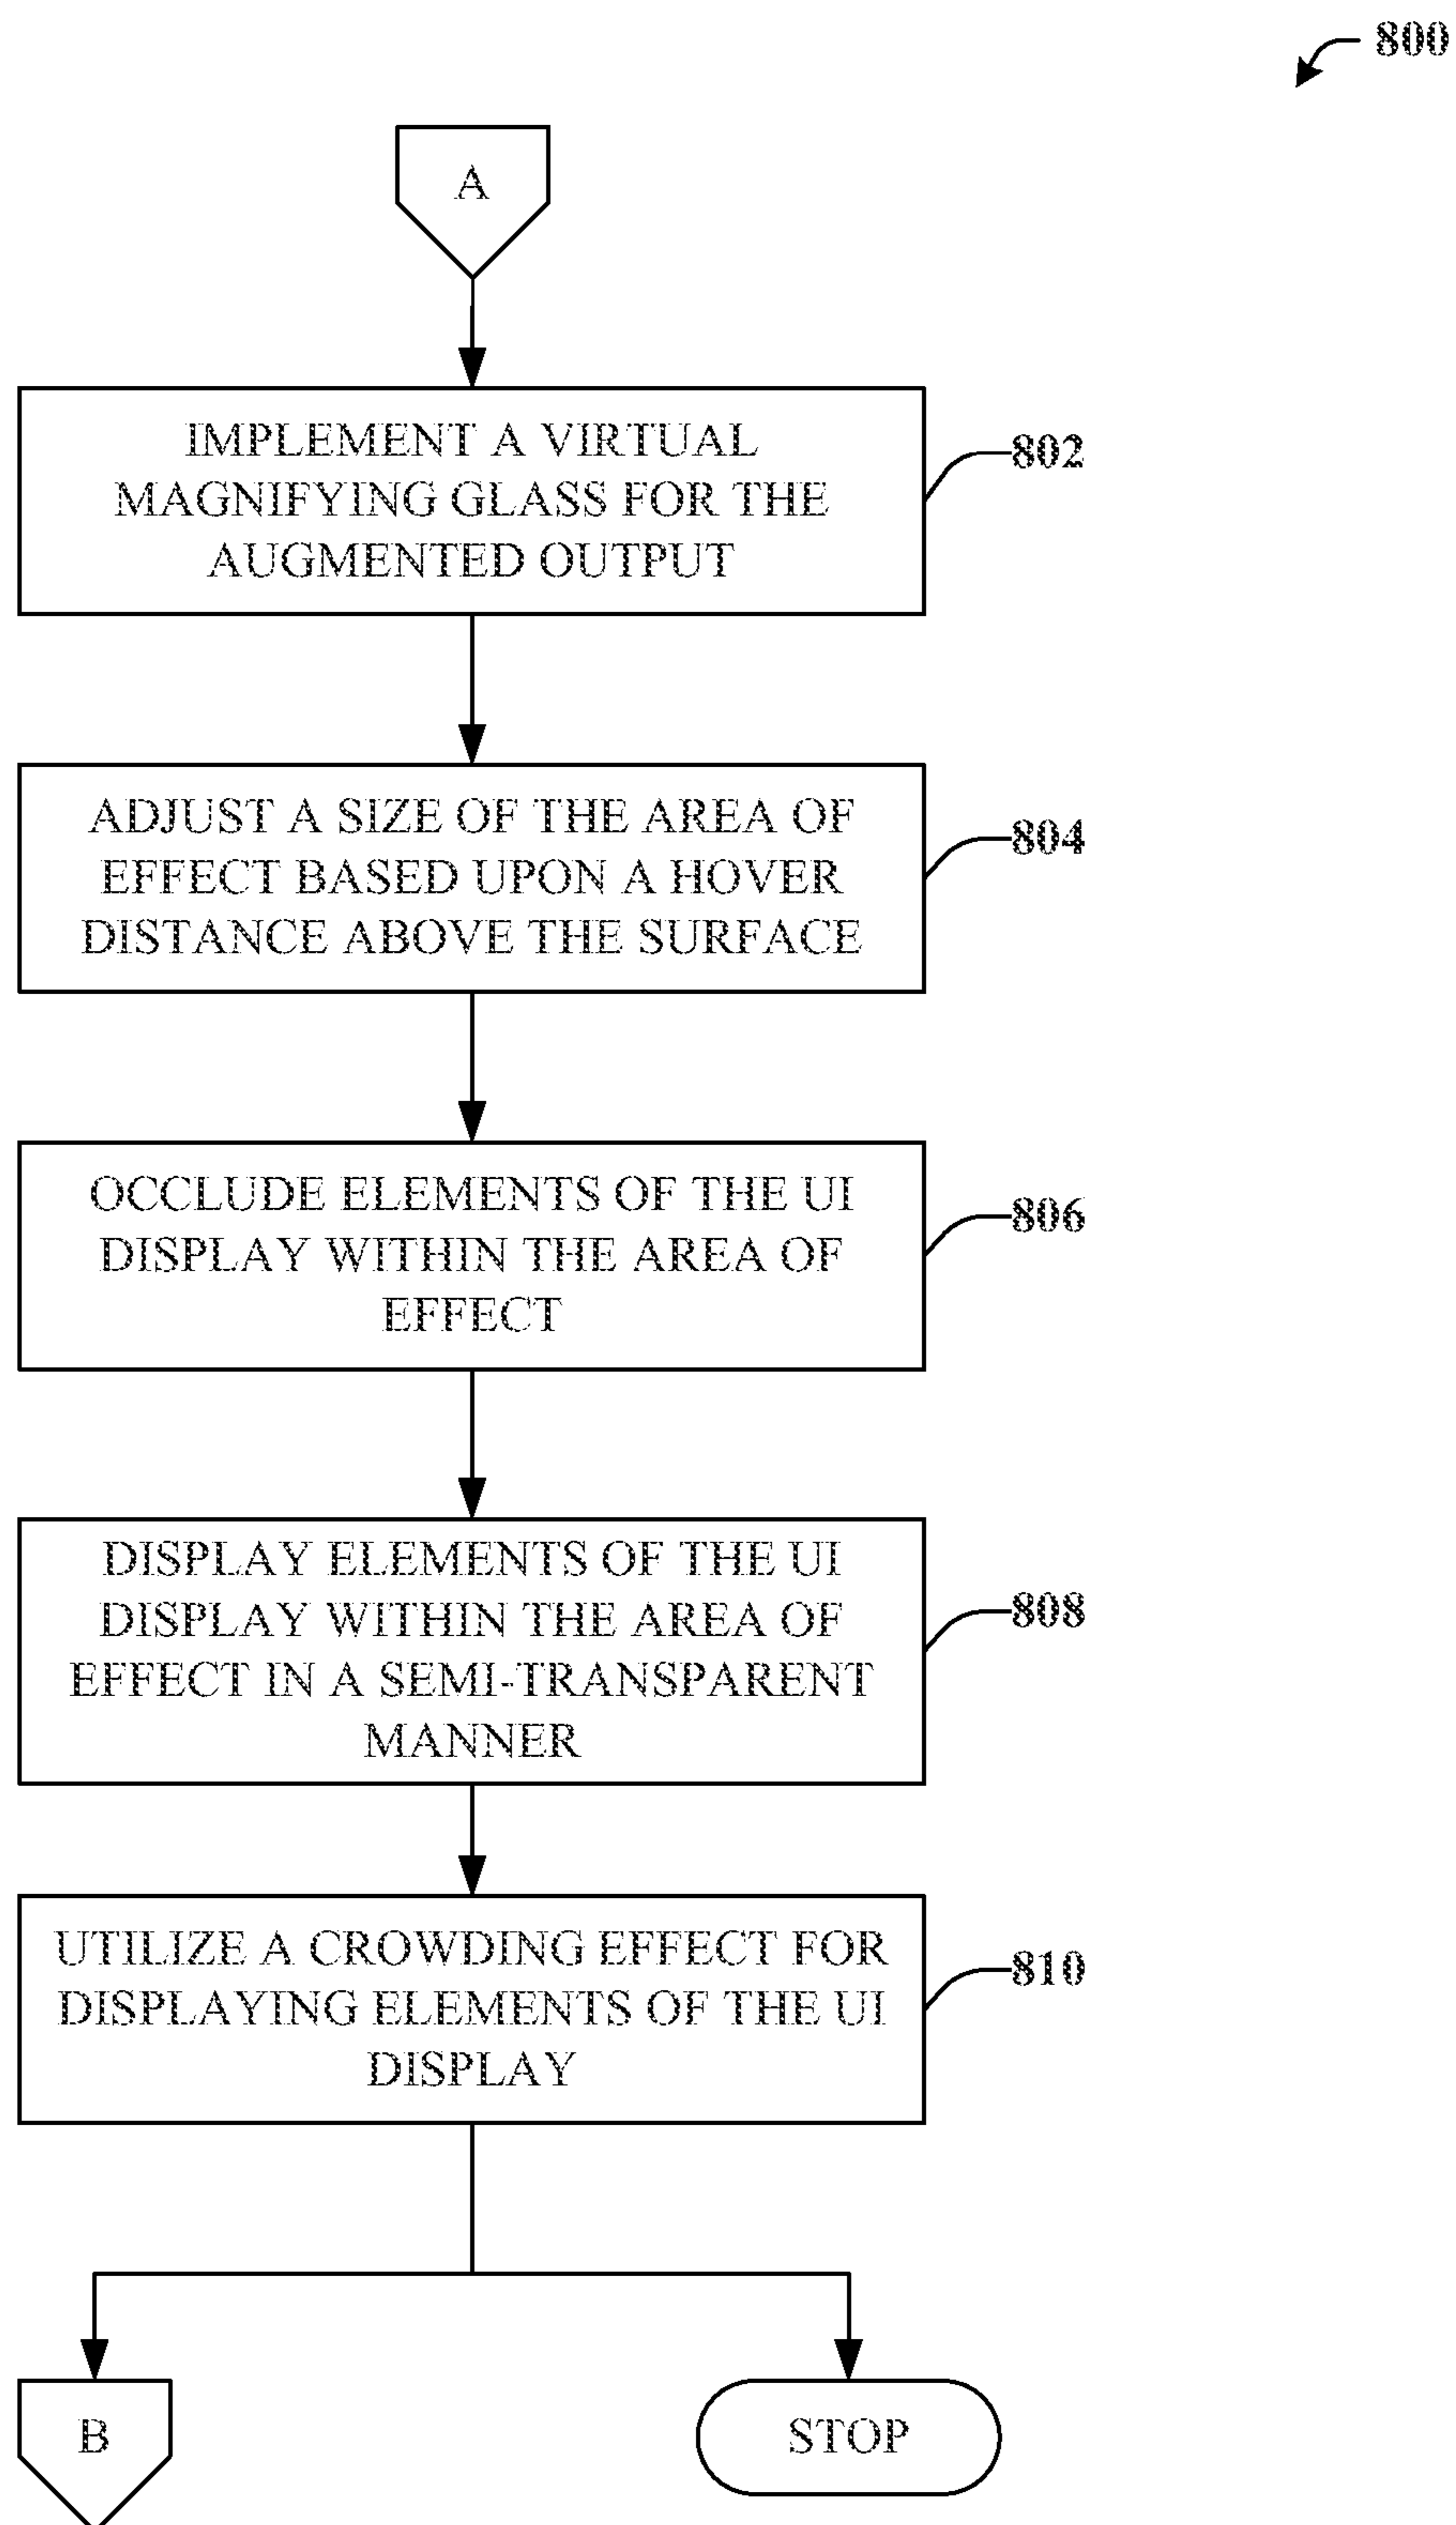 800
A
IMPLEMENT A VIRTUAL
MAGNIFYING GLASS FOR THE
AUGMENTED OUTPUT
802
ADJUST A SIZE OF THE AREA OF
EFFECT BASED UPON A HOVER
DISTANCE ABOVE THE SURFACE
804
OCCLUDE ELEMENTS OF THE UI
DISPLAY WITHIN THE AREA OF
EFFECT
806
DISPLAY ELEMENTS OF THE UI
DISPLAY WITHIN THE AREA OF
EFFECT IN A SEMI-TRANSPARENT
MANNER
808
UTILIZE A CROWDING EFFECT FOR
DISPLAYING ELEMENTS OF THE UI
DISPLAY
810
B
STOP